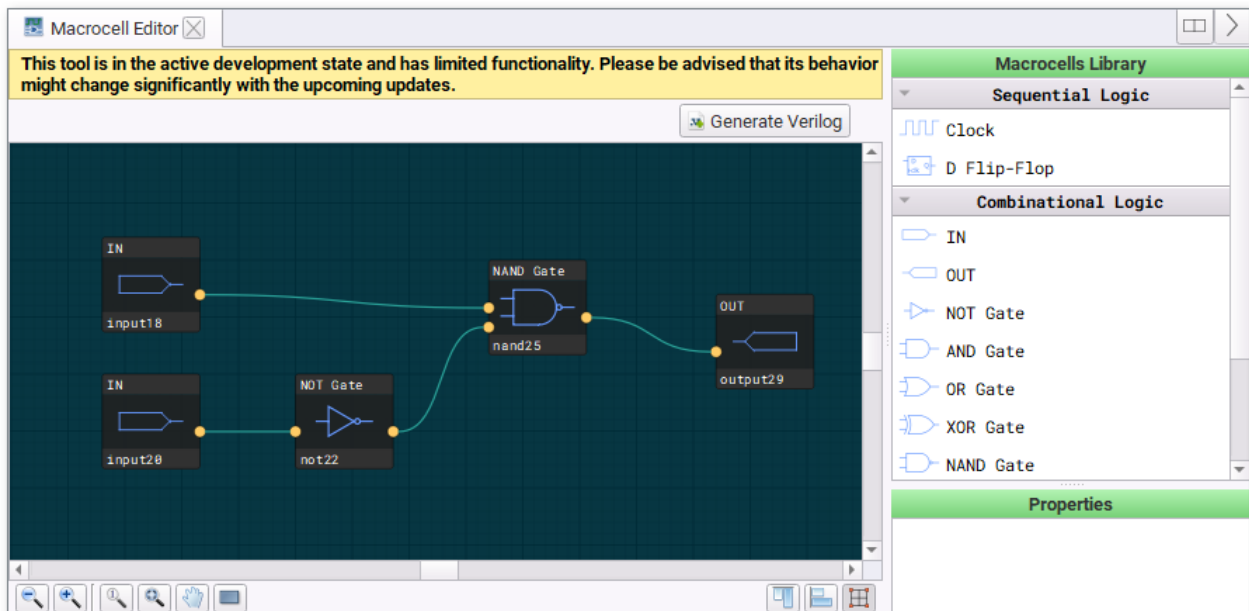 Macrocell Editor
This tool is in the active development state and has limited functionality. Please be advised that its behavior
might change significantly with the upcoming updates.
Generate Verilog
IN
input18
IN
input20
NOT Gate
not22
NAND Gate
nand25
OUT
output29
Macrocells Library
Sequential Logic
Clock
D Flip-Flop
Combinational Logic
IN
OUT
NOT Gate
AND Gate
OR Gate
XOR Gate
NAND Gate
Properties